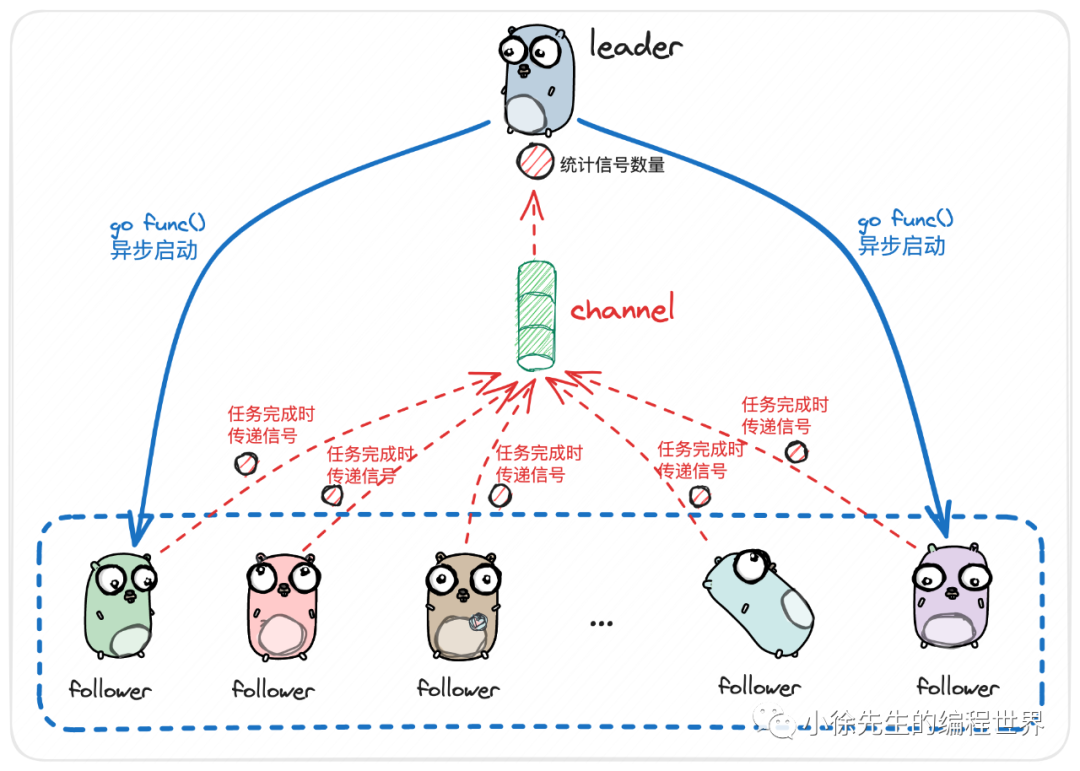 leader
统计信号数量
go func()
异步启动
go func()
异步启动
channel
任务完成时
传递信号
任务完成时
传递信号
任务完成时
传递信号
任务完成时
传递信号
任务完成时
传递信号
...
follower
follower
follower
follower
follower
小徐先生的编程世界